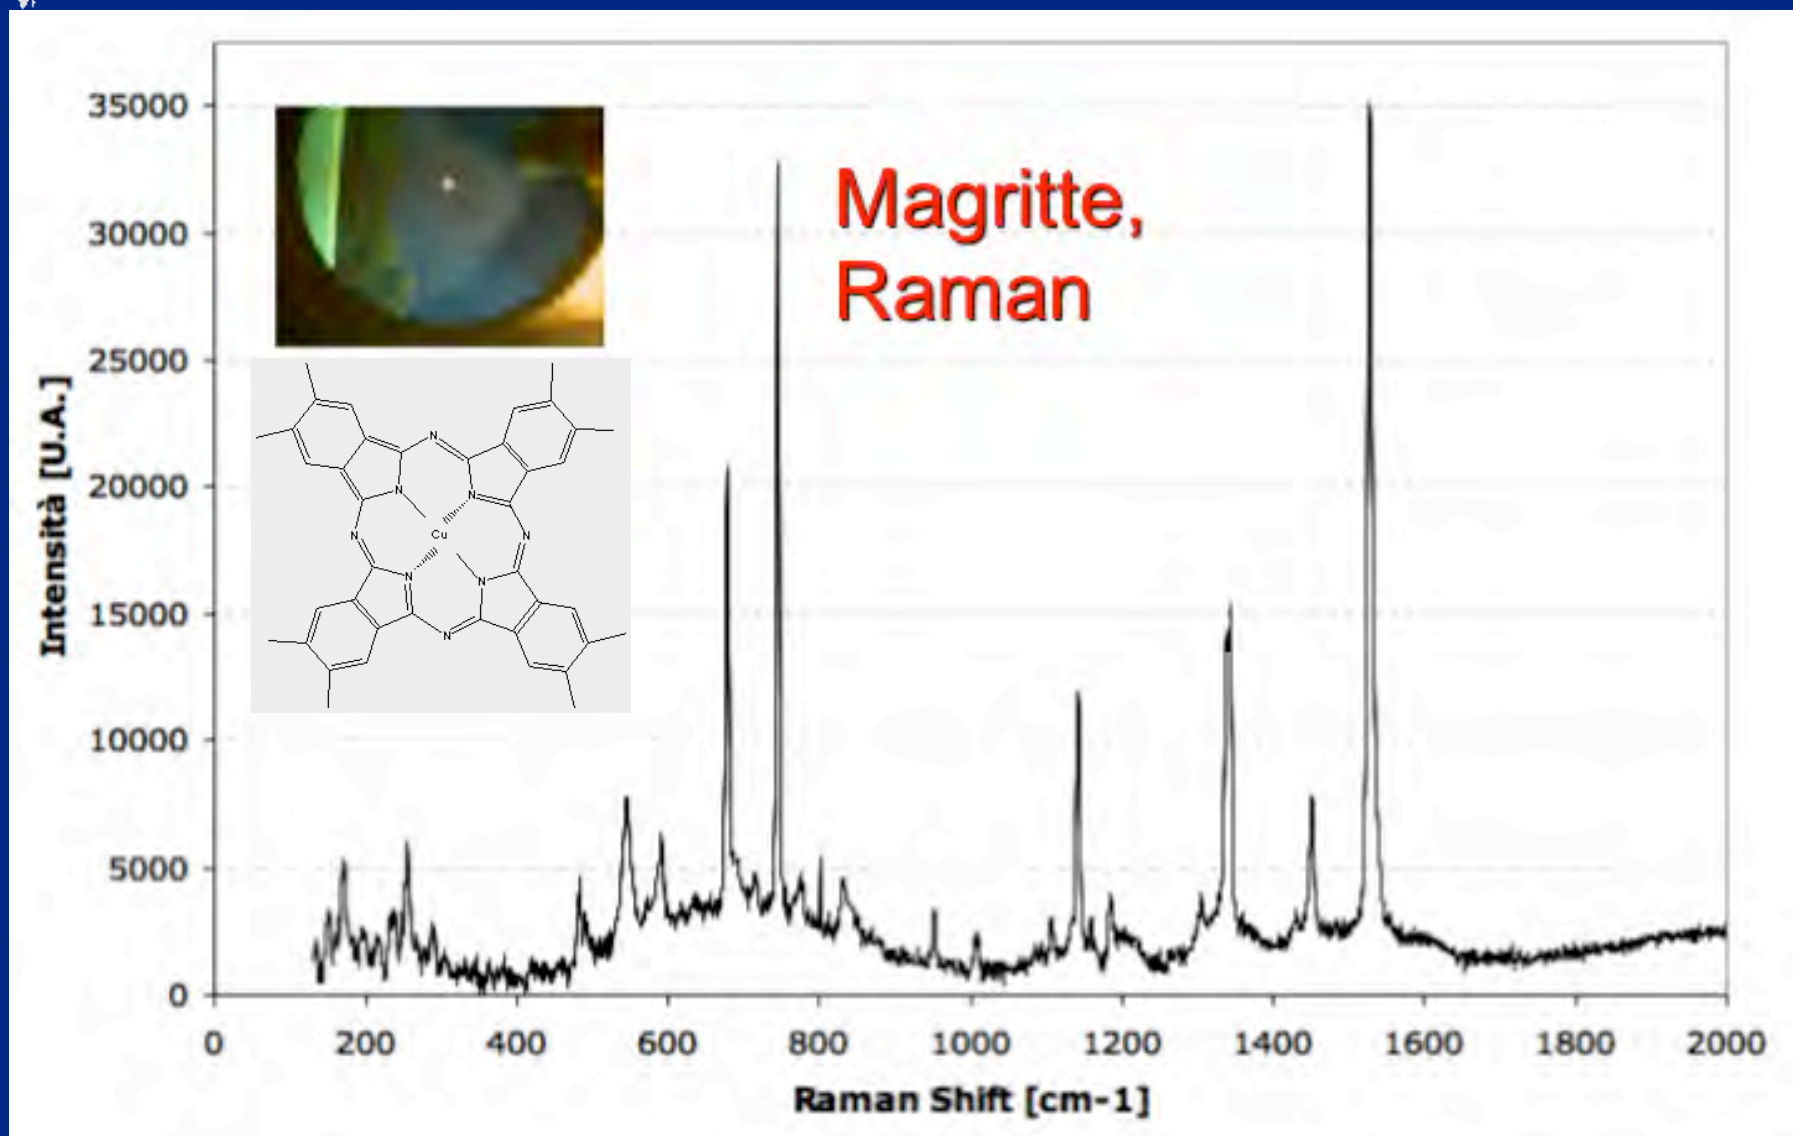 Magritte,
Raman
Intensità [U.A.]
35000
30000
25000
20000
15000
10000
5000
0
N
N
N
Cu
N
N
N
N
N
0 200 400 600 800 1000 1200 1400 1600 1800 2000
Raman Shift [cm-1]